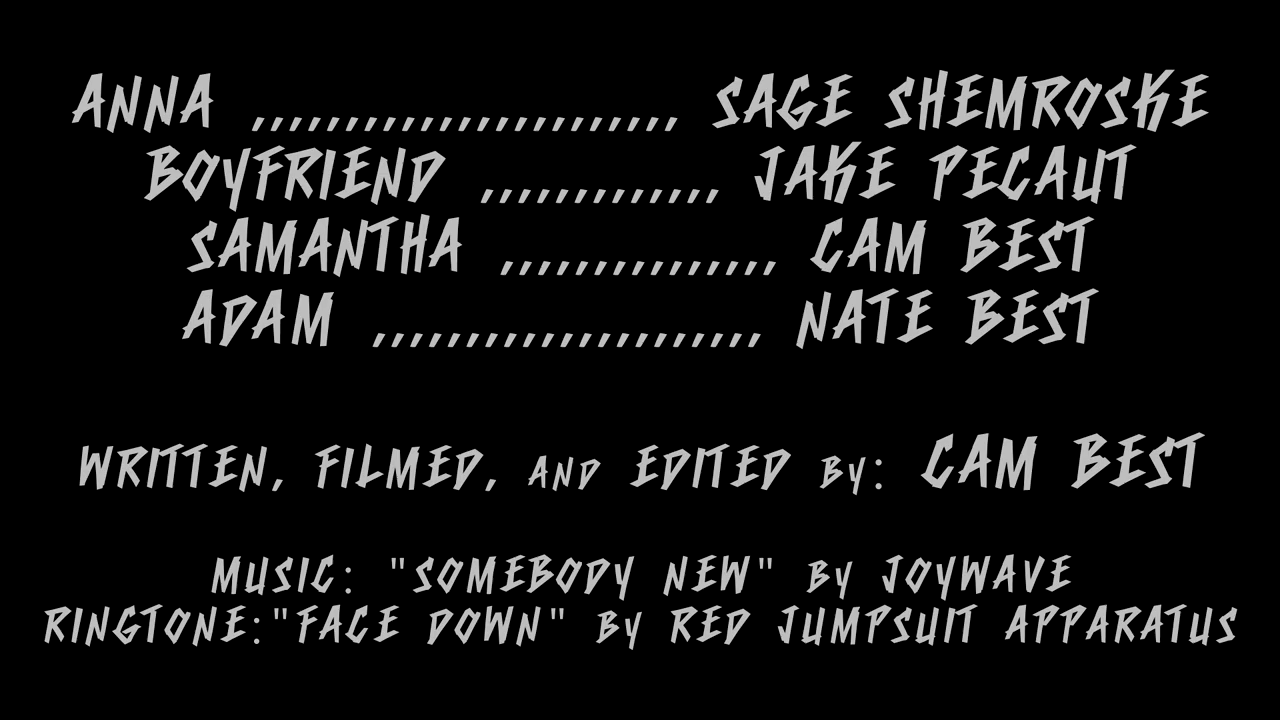 ANNA ,,,,,,,,,,,,,,,,,,,,,,, SAGE SHEMROSKE
BOYFRIEND ,,,,,,,,,,,,, JAKE PECAUT
SAMANTHA ,,,,,,,,,,,,,,, CAM BEST
ADAM ,,,,,,,,,,,,,,,,,,,,, NATE BEST
WRITTEN, FILMED, AND EDITED BY: CAM BEST
MUSIC: "SOMEBODY NEW" BY JOYWAVE
RINGTONE:"FACE DOWN" BY RED JUMPSUIT APPARATUS